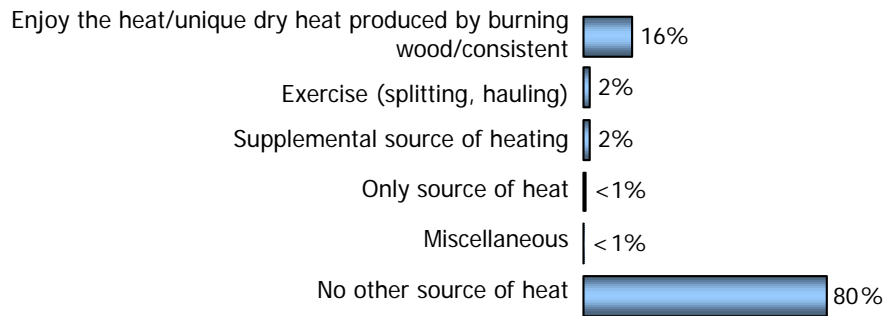 Enjoy the heat/unique dry heat produced by burning
wood/consistent
16%
Exercise (splitting, hauling)
2%
Supplemental source of heating
2%
Only source of heat
<1%
Miscellaneous
<1%
No other source of heat
80%